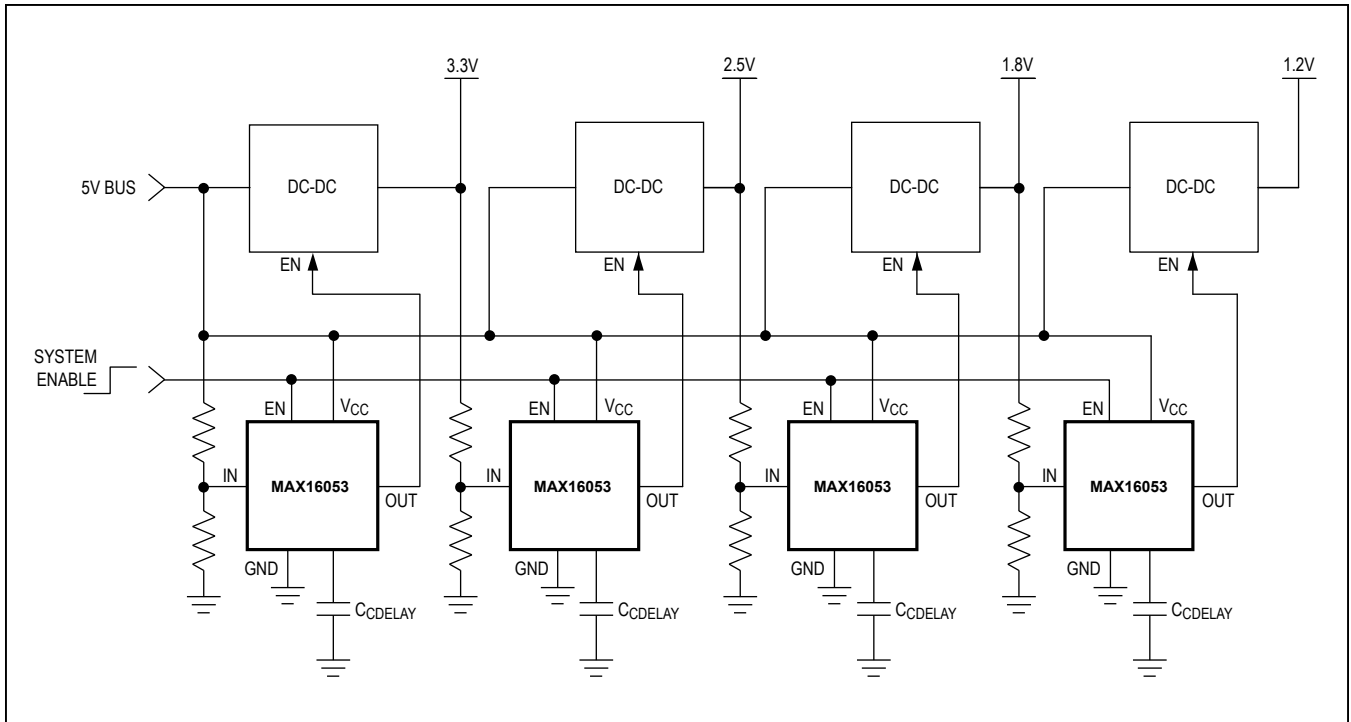 3.3V 2.5V 1.8V 1.2V
5V BUS DC-DC DC-DC DC-DC DC-DC
EN EN EN EN
SYSTEM
ENABLE
EN VCC EN VCC EN VCC EN VCC
IN MAX16053 OUT IN MAX16053 OUT IN MAX16053 OUT IN MAX16053 OUT
GND GND GND GND
CCDELAY CCDELAY CCDELAY CCDELAY